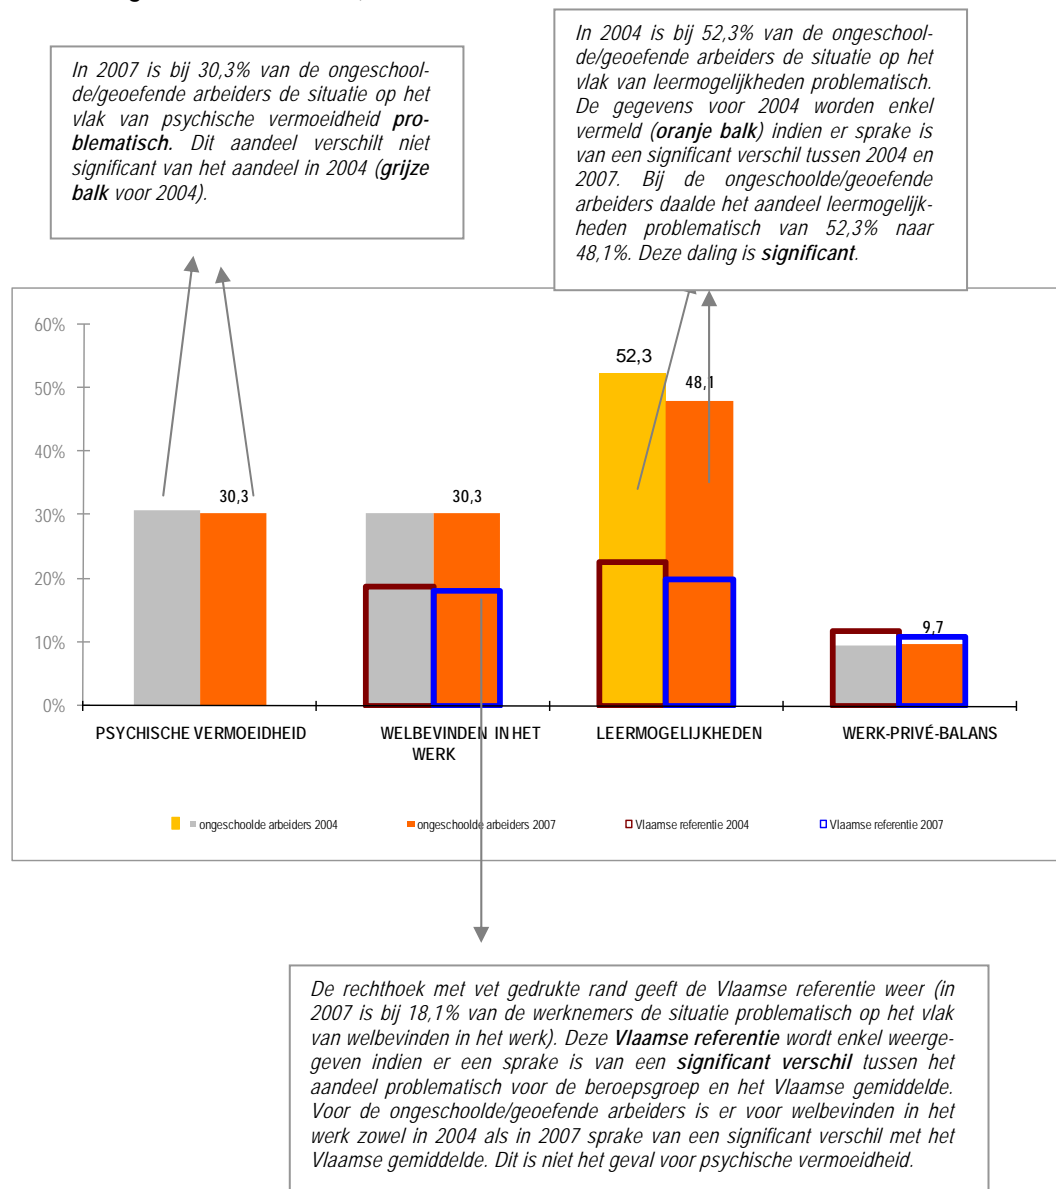 In 2007 is bij 30,3% van de ongeschool-
de/geoefende arbeiders de situatie op het
vlak van psychische vermoeidheid pro-
blematisch. Dit aandeel verschilt niet
significant van het aandeel in 2004 (grijze
balk voor 2004).
In 2004 is bij 52,3% van de ongeschool-
de/geoefende arbeiders de situatie op het
vlak van leermogelijkheden problematisch.
De gegevens voor 2004 worden enkel
vermeld (oranje balk) indien er sprake is
van een significant verschil tussen 2004 en
2007. Bij de ongeschoolde/geoefende
arbeiders daalde het aandeel leermogelijk-
heden problematisch van 52,3% naar
48,1%. Deze daling is significant.
60%
50%
40%
30%
20%
10%
0%
30,3
30,3
52,3
48,1
9,7
PSYCHISCHE VERMOEIDHEID
WELBEVINDEN IN HET
WERK
LEERMOGELIJKHEDEN
WERK-PRIVÉ-BALANS
ongeschoolde arbeiders 2004
ongeschoolde arbeiders 2007
Vlaamse referentie 2004
Vlaamse referentie 2007
De rechthoek met vet gedrukte rand geeft de Vlaamse referentie weer (in
2007 is bij 18,1% van de werknemers de situatie problematisch op het vlak
van welbevinden in het werk). Deze Vlaamse referentie wordt enkel weerge-
geven indien er een sprake is van een significant verschil tussen het
aandeel problematisch voor de beroepsgroep en het Vlaamse gemiddelde.
Voor de ongeschoolde/geoefende arbeiders is er voor welbevinden in het
werk zowel in 2004 als in 2007 sprake van een significant verschil met het
Vlaamse gemiddelde. Dit is niet het geval voor psychische vermoeidheid.